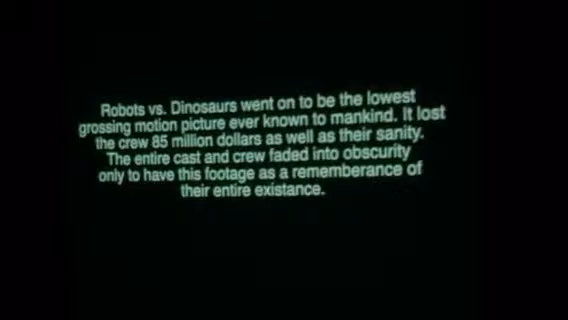 Robots vs. Dinosaurs went on to be the lowest
grossing motion picture ever known to mankind. It lost
the crew 85 million dollars as well as their sanity.
The entire cast and crew faded into obscurity
only to have this footage as a rememberance of
their entire existance.